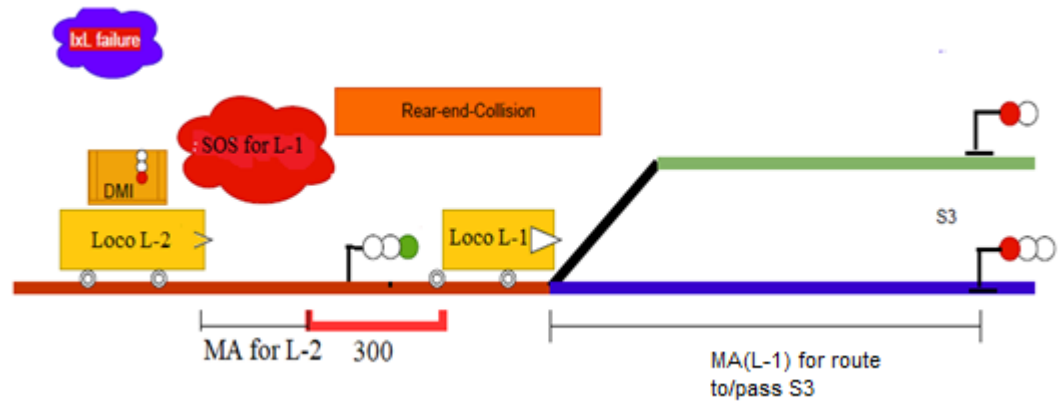 IxL failure
Rear-end-Collision
SOS for L-1
DMI
Loco L-2
Loco L-1
S3
MA for L-2
300
MA(L-1) for route
to/pass S3